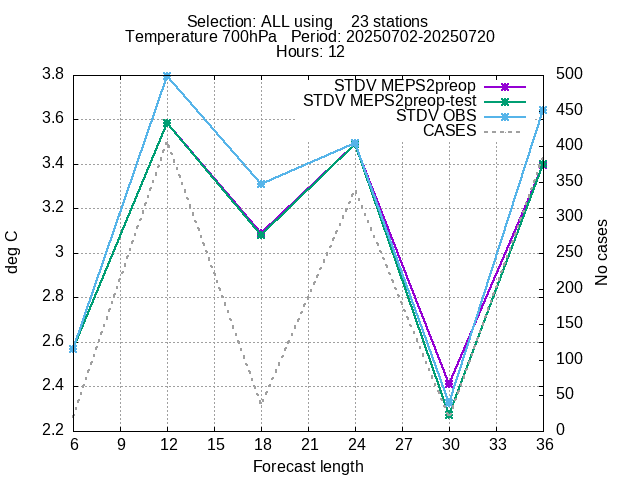 Selection: ALL using    23 stations
Temperature 700hPa   Period: 20250702-20250720
Hours: 12
3.8
3.6
3.4
3.2
3
2.8
2.6
2.4
2.2
deg C
500
450
400
350
300
250
200
150
100
50
0
No cases
STDV MEPS2preop
STDV MEPS2preop-test
STDV OBS
CASES
6 9 12 15 18 21 24 27 30 33 36
Forecast length